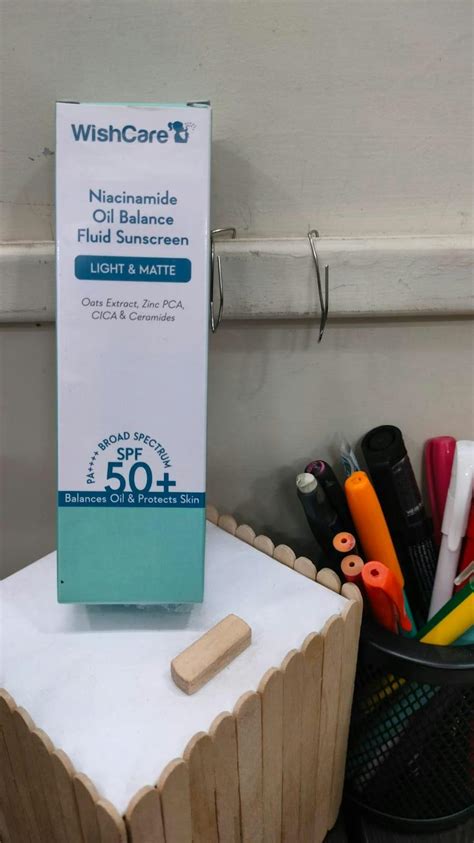 WishCare
Niacinamide
Oil Balance
Fluid Sunscreen
LIGHT & MATTE
Oats Extract, Zinc PCA,
CICA & Ceramides
PA++++ BROAD SPECTRUM
SPF
50+
Balances Oil & Protects Skin